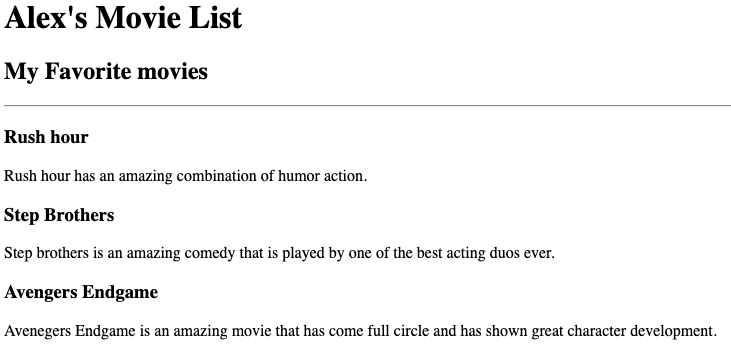 Alex's Movie List
My Favorite movies
Rush hour
Rush hour has an amazing combination of humor action.
Step Brothers
Step brothers is an amazing comedy that is played by one of the best acting duos ever.
Avengers Endgame
Avenegers Endgame is an amazing movie that has come full circle and has shown great character development.